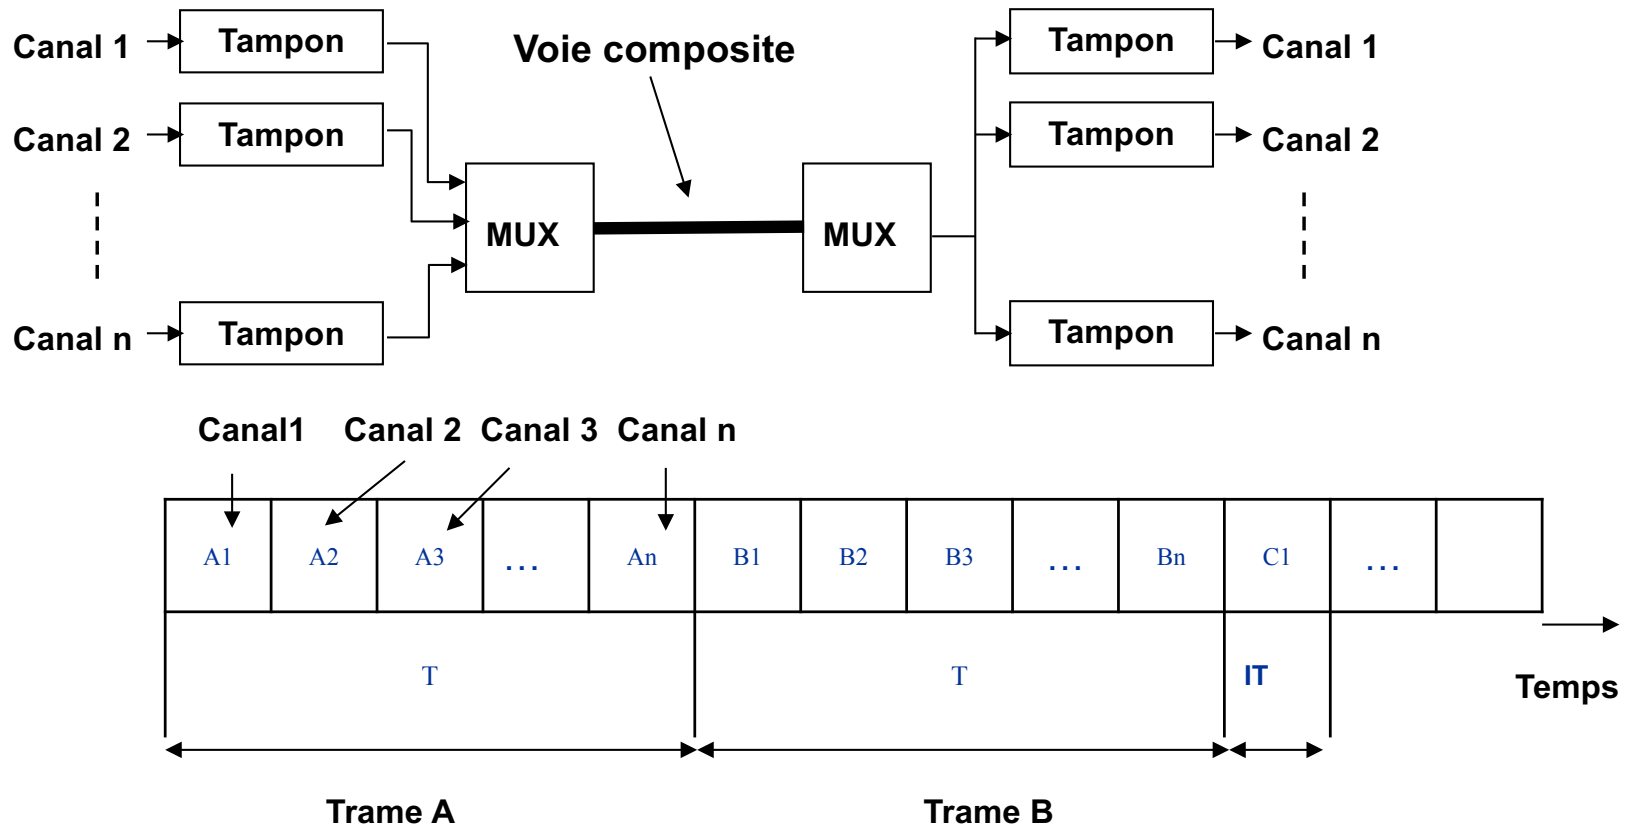 Canal 1 Tampon Voie composite Tampon Canal 1
Canal 2 Tampon Tampon Canal 2
MUX MUX
Canal n Tampon Tampon Canal n
Canal1 Canal 2 Canal 3 Canal n
A1 A2 A3 ... An B1 B2 B3 ... Bn C1 ...
T T IT Temps
Trame A Trame B